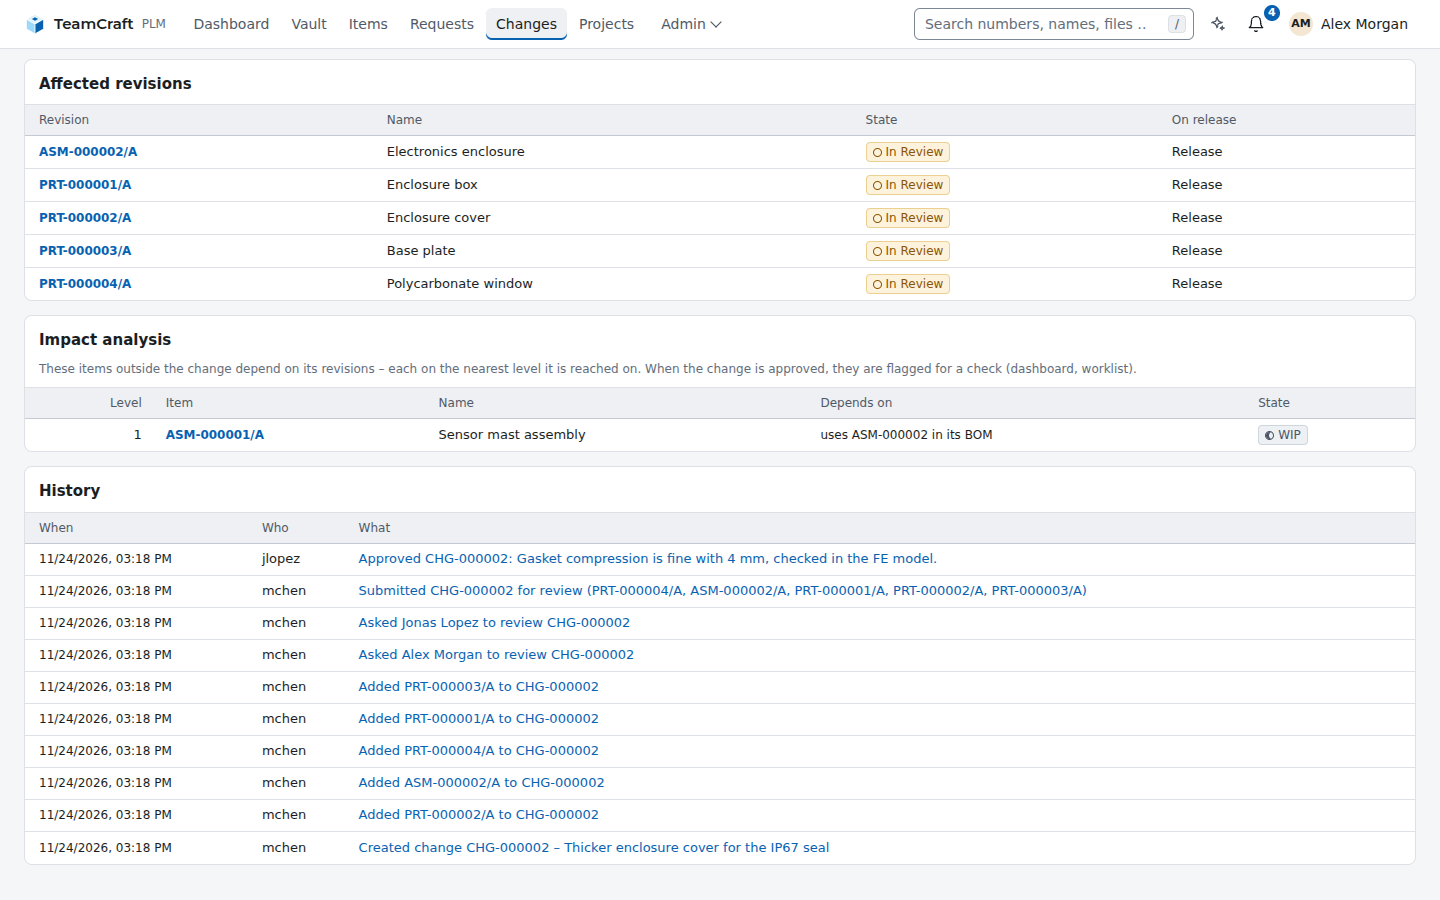 TeamCraft PLM Dashboard Vault Items Requests Changes Projects Admin Search numbers, names, files .. / 4 AM Alex Morgan
Affected revisions
Revision Name State On release
ASM-000002/A Electronics enclosure In Review Release
PRT-000001/A Enclosure box In Review Release
PRT-000002/A Enclosure cover In Review Release
PRT-000003/A Base plate In Review Release
PRT-000004/A Polycarbonate window In Review Release
Impact analysis
These items outside the change depend on its revisions – each on the nearest level it is reached on. When the change is approved, they are flagged for a check (dashboard, worklist).
Level Item Name Depends on State
1 ASM-000001/A Sensor mast assembly uses ASM-000002 in its BOM WIP
History
When Who What
11/24/2026, 03:18 PM jlopez Approved CHG-000002: Gasket compression is fine with 4 mm, checked in the FE model.
11/24/2026, 03:18 PM mchen Submitted CHG-000002 for review (PRT-000004/A, ASM-000002/A, PRT-000001/A, PRT-000002/A, PRT-000003/A)
11/24/2026, 03:18 PM mchen Asked Jonas Lopez to review CHG-000002
11/24/2026, 03:18 PM mchen Asked Alex Morgan to review CHG-000002
11/24/2026, 03:18 PM mchen Added PRT-000003/A to CHG-000002
11/24/2026, 03:18 PM mchen Added PRT-000001/A to CHG-000002
11/24/2026, 03:18 PM mchen Added PRT-000004/A to CHG-000002
11/24/2026, 03:18 PM mchen Added ASM-000002/A to CHG-000002
11/24/2026, 03:18 PM mchen Added PRT-000002/A to CHG-000002
11/24/2026, 03:18 PM mchen Created change CHG-000002 – Thicker enclosure cover for the IP67 seal